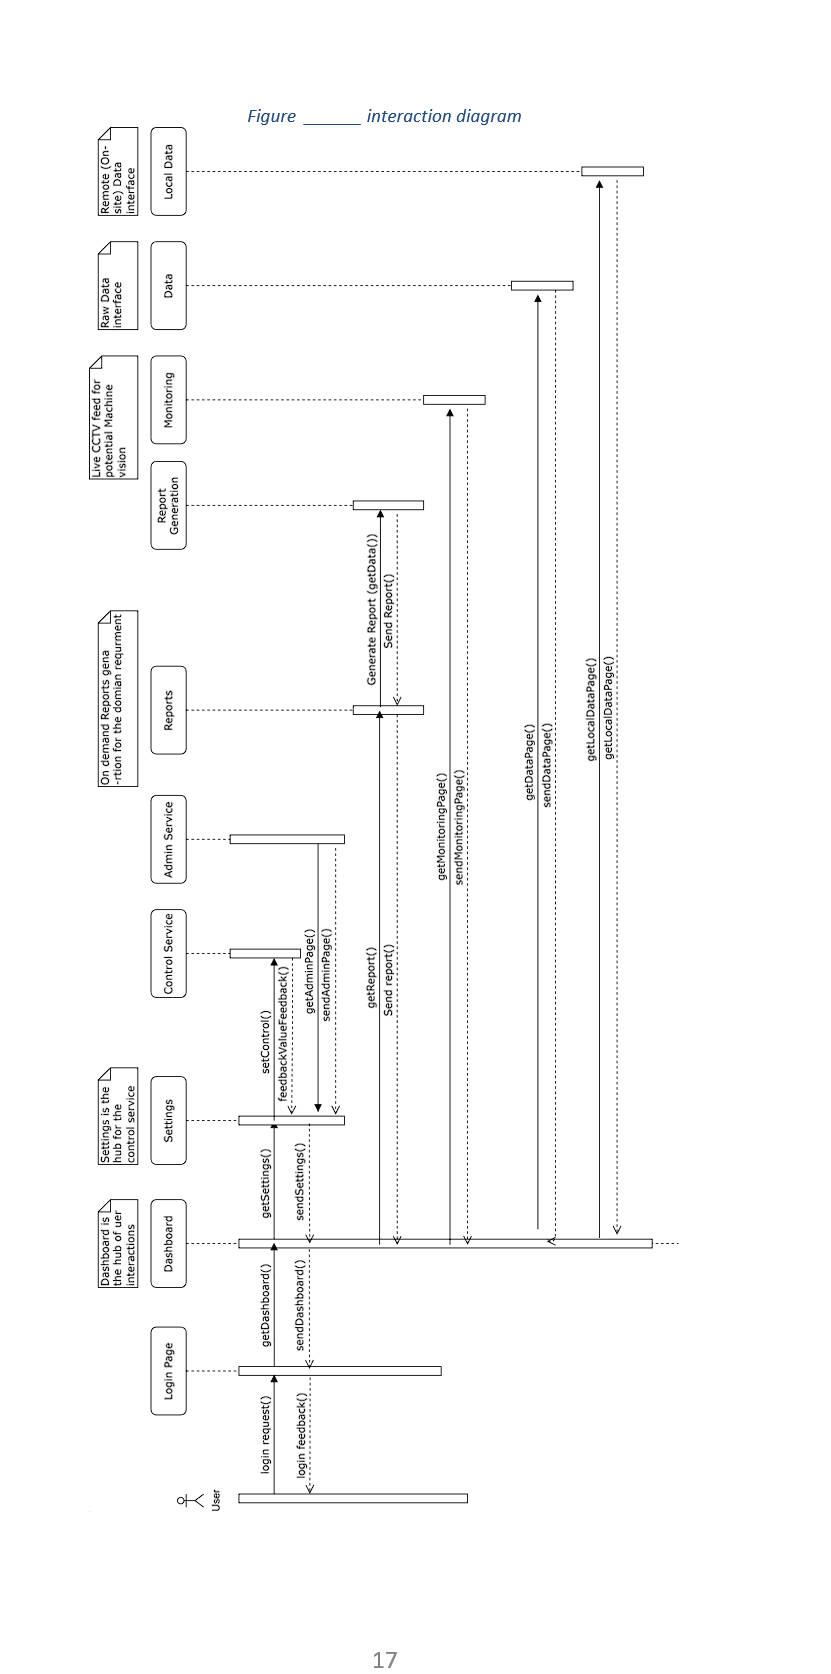 Figure ______ interaction diagram
Remote (On-
site) Data
interface
Local Data
Raw Data
interface
Data
Live CCTV feed for
potential Machine
vision
Monitoring
Report
Generation
On demand Reports gena
-rtion for the domian requrment
Reports
Admin Service
Control Service
Settings is the
hub for the
control service
Settings
Dashboard is
the hub of uer
interactions
Dashboard
Login Page
User
login request()
login feedback()
getDashboard()
sendDashboard()
getSettings()
sendSettings()
setControl()
feedbackValueFeedback()
getAdminPage()
sendAdminPage()
getReport()
Send report()
Generate Report (getData())
Send Report()
getMonitoringPage()
sendMonitoringPage()
getDataPage()
sendDataPage()
getLocalDataPage()
getLocalDataPage()
17